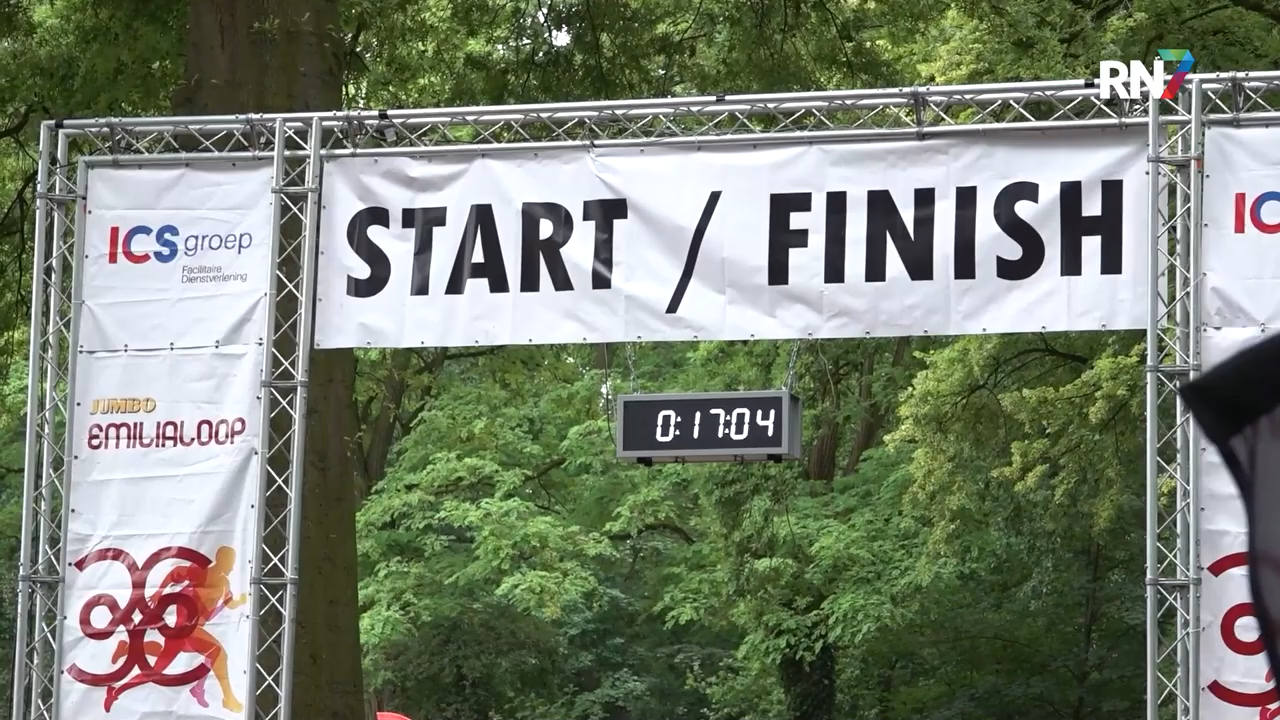 RN7
START / FINISH
ICS groep
Facilitaire
Dienstverlening
IC
JUMBO
EMILIALOOP
0:17:04